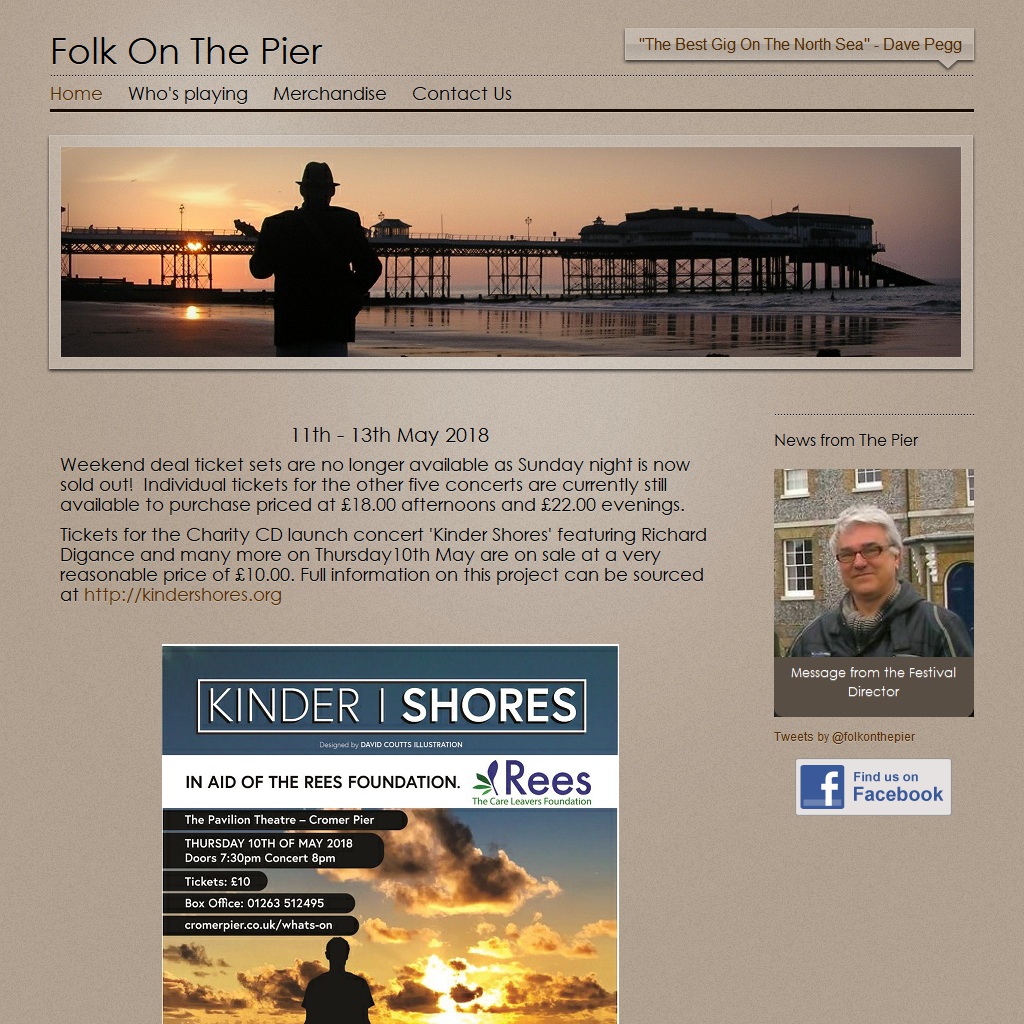 Folk On The Pier
"The Best Gig On The North Sea" - Dave Pegg
Home Who's playing Merchandise Contact Us
11th - 13th May 2018
Weekend deal ticket sets are no longer available as Sunday night is now
sold out!  Individual tickets for the other five concerts are currently still
available to purchase priced at £18.00 afternoons and £22.00 evenings.
Tickets for the Charity CD launch concert 'Kinder Shores' featuring Richard
Digance and many more on Thursday10th May are on sale at a very
reasonable price of £10.00. Full information on this project can be sourced
at http://kindershores.org
KINDER | SHORES
Designed by DAVID COUTTS ILLUSTRATION
IN AID OF THE REES FOUNDATION.
Rees
The Care Leavers Foundation
The Pavilion Theatre – Cromer Pier
THURSDAY 10TH OF MAY 2018
Doors 7:30pm Concert 8pm
Tickets: £10
Box Office: 01263 512495
cromerpier.co.uk/whats-on
News from The Pier
Message from the Festival
Director
Tweets by @folkonthepier
Find us on
Facebook